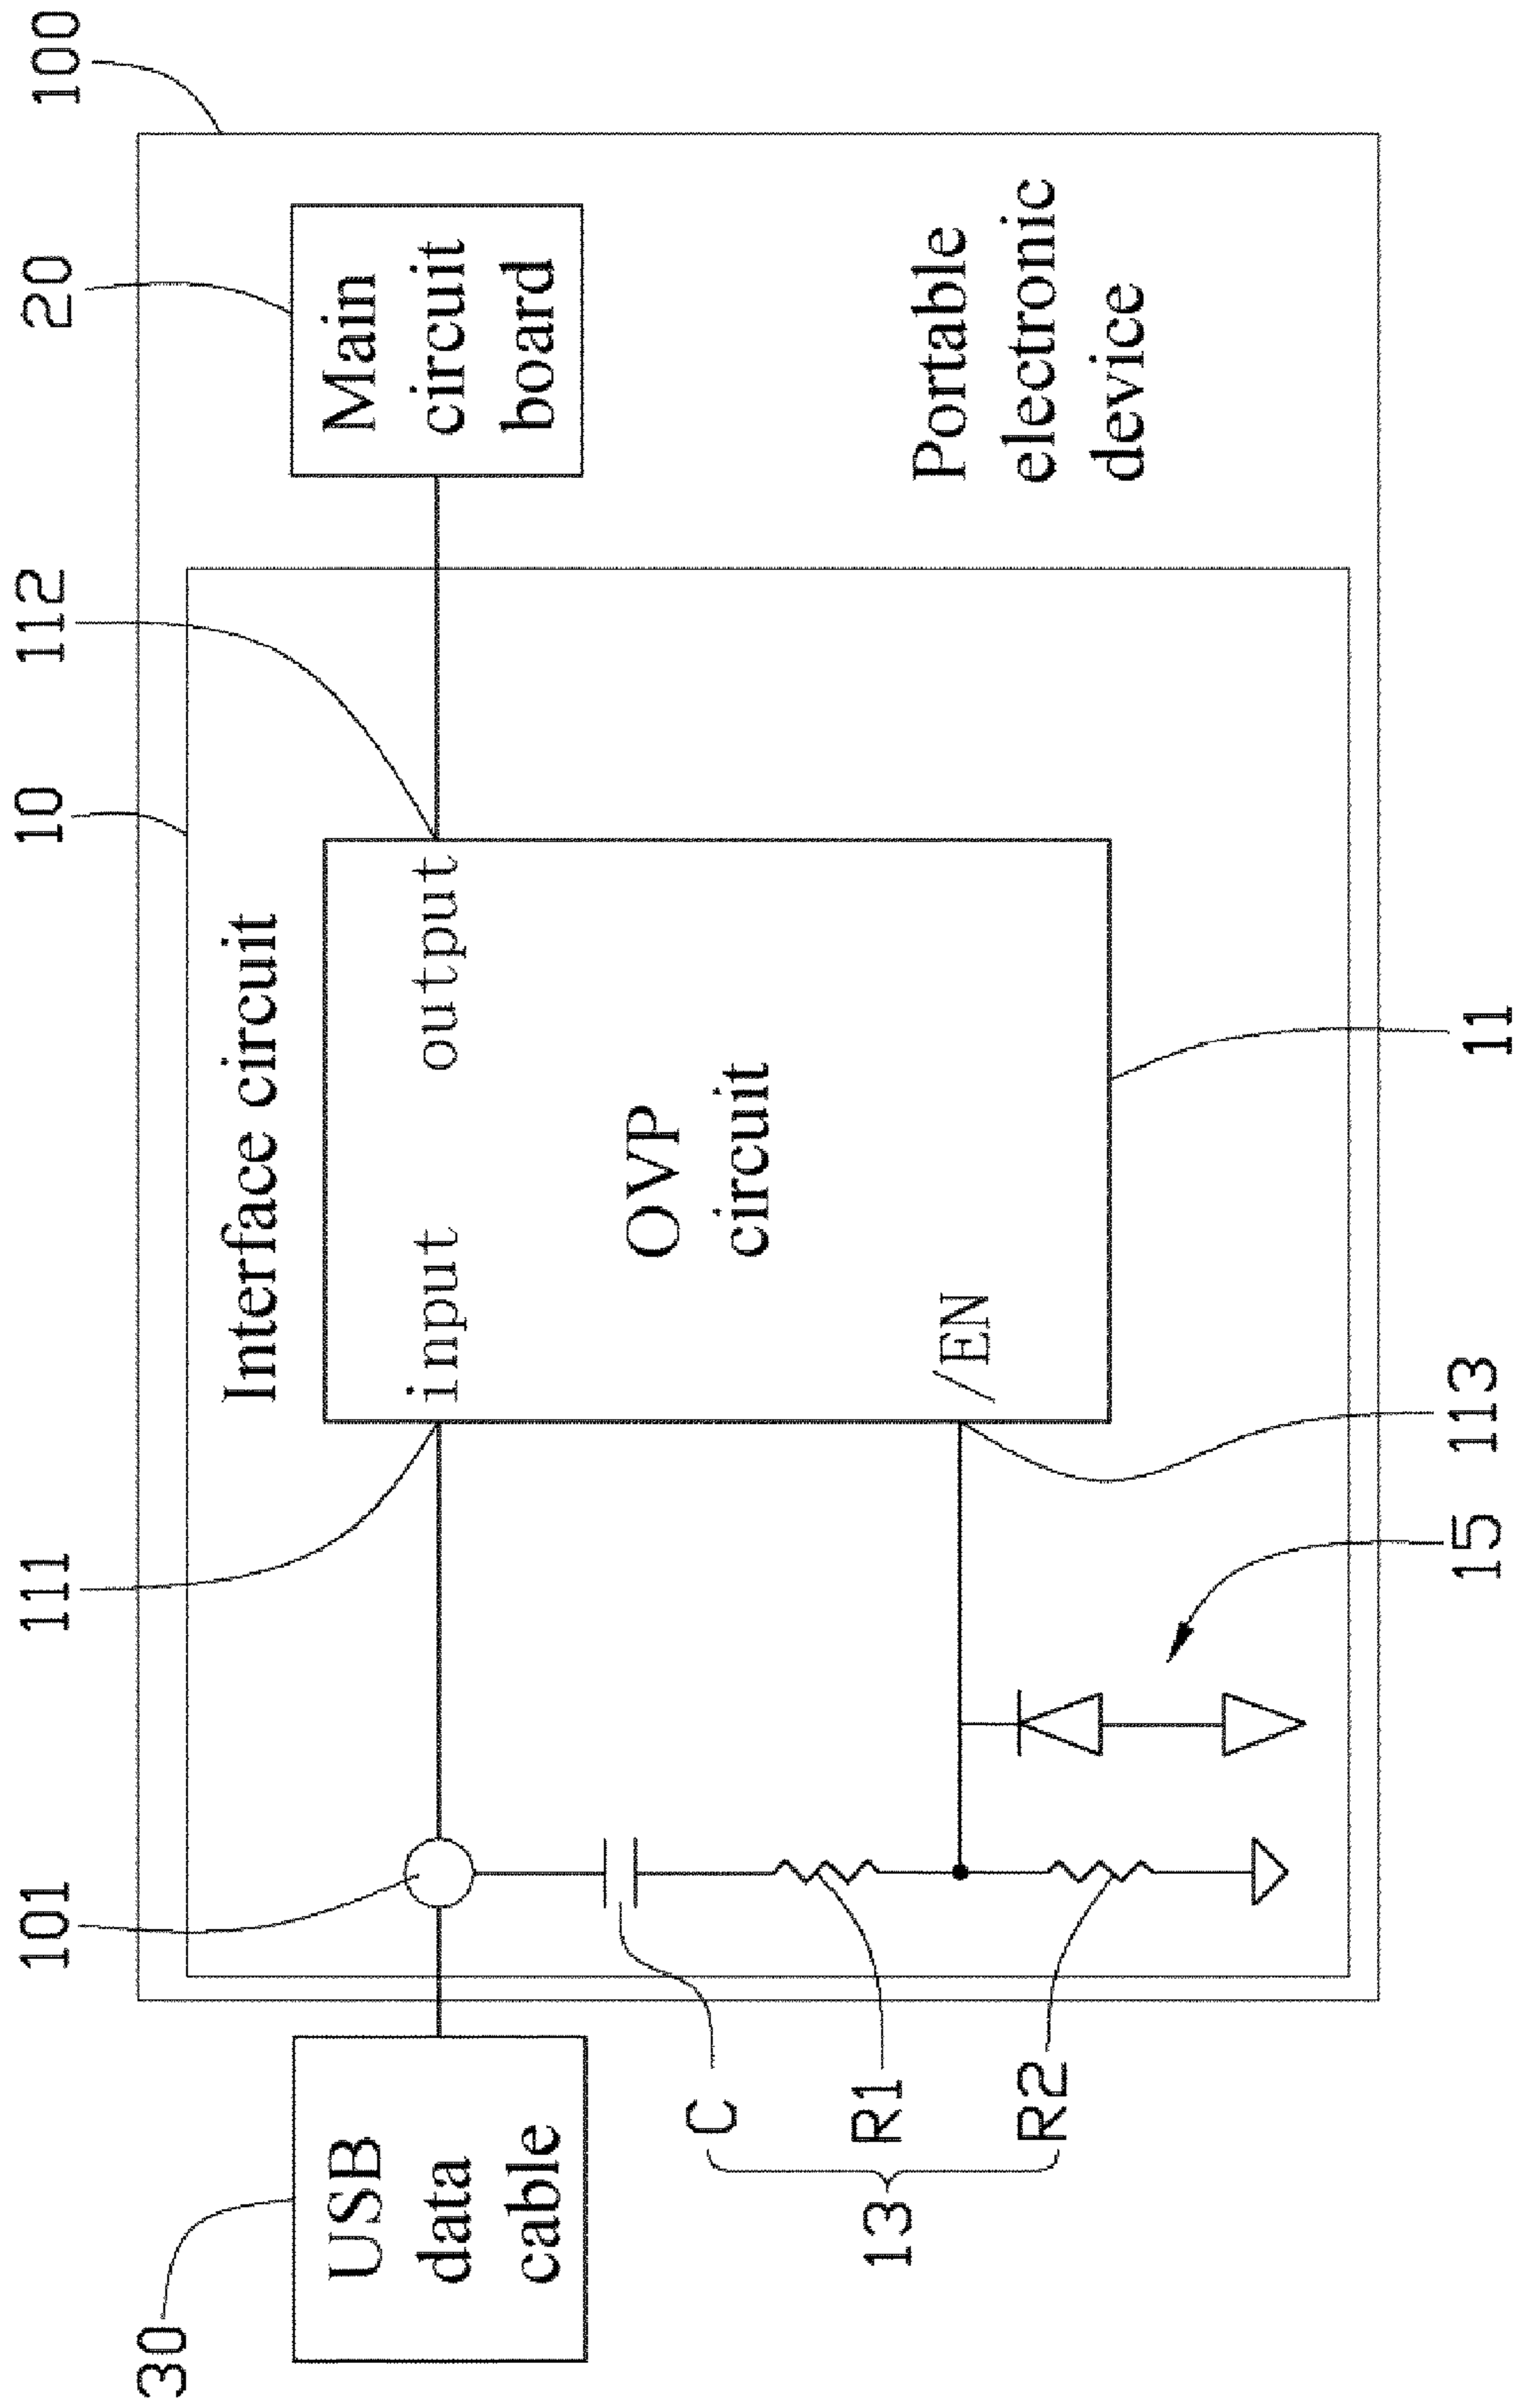 100
20
112
10
111
101
30
Interface circuit
Main
circuit
board
input
output
OVP
circuit
/EN
Portable
electronic
device
USB
data
cable
C
R1
R2
13
15
113
11